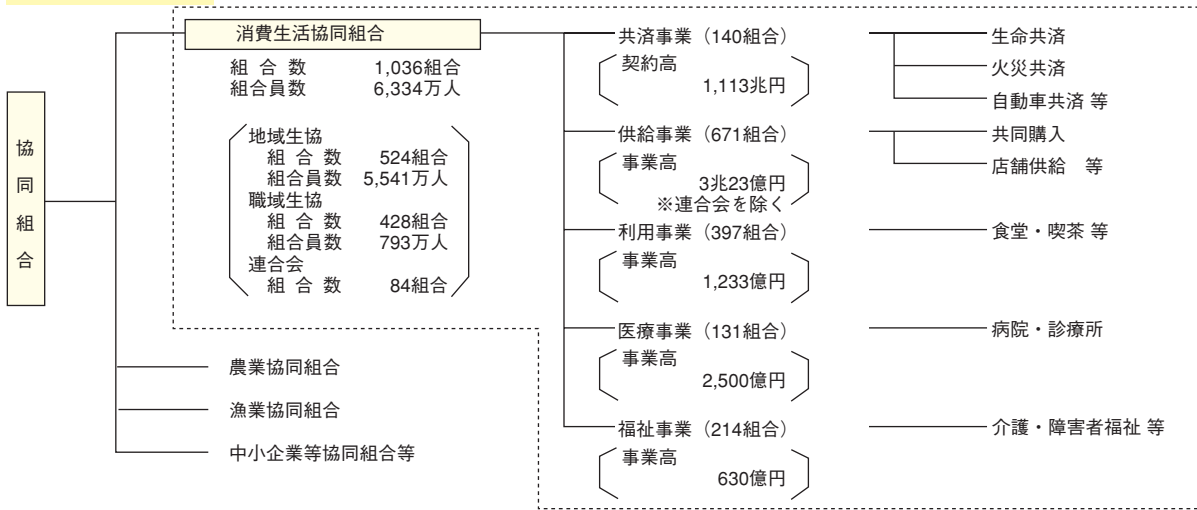 協同組合
消費生活協同組合
組合数 1,036組合
組合員数 6,334万人
地域生協
組合数 524組合
組合員数 5,541万人
職域生協
組合数 428組合
組合員数 793万人
連合会
組合数 84組合
農業協同組合
漁業協同組合
中小企業等協同組合等
共済事業(140組合)
契約高
1,113兆円
生命共済
火災共済
自動車共済 等
供給事業(671組合)
事業高
3兆23億円
※連合会を除く
共同購入
店舗供給 等
利用事業(397組合)
事業高
1,233億円
食堂・喫茶 等
医療事業(131組合)
事業高
2,500億円
病院・診療所
福祉事業(214組合)
事業高
630億円
介護・障害者福祉 等